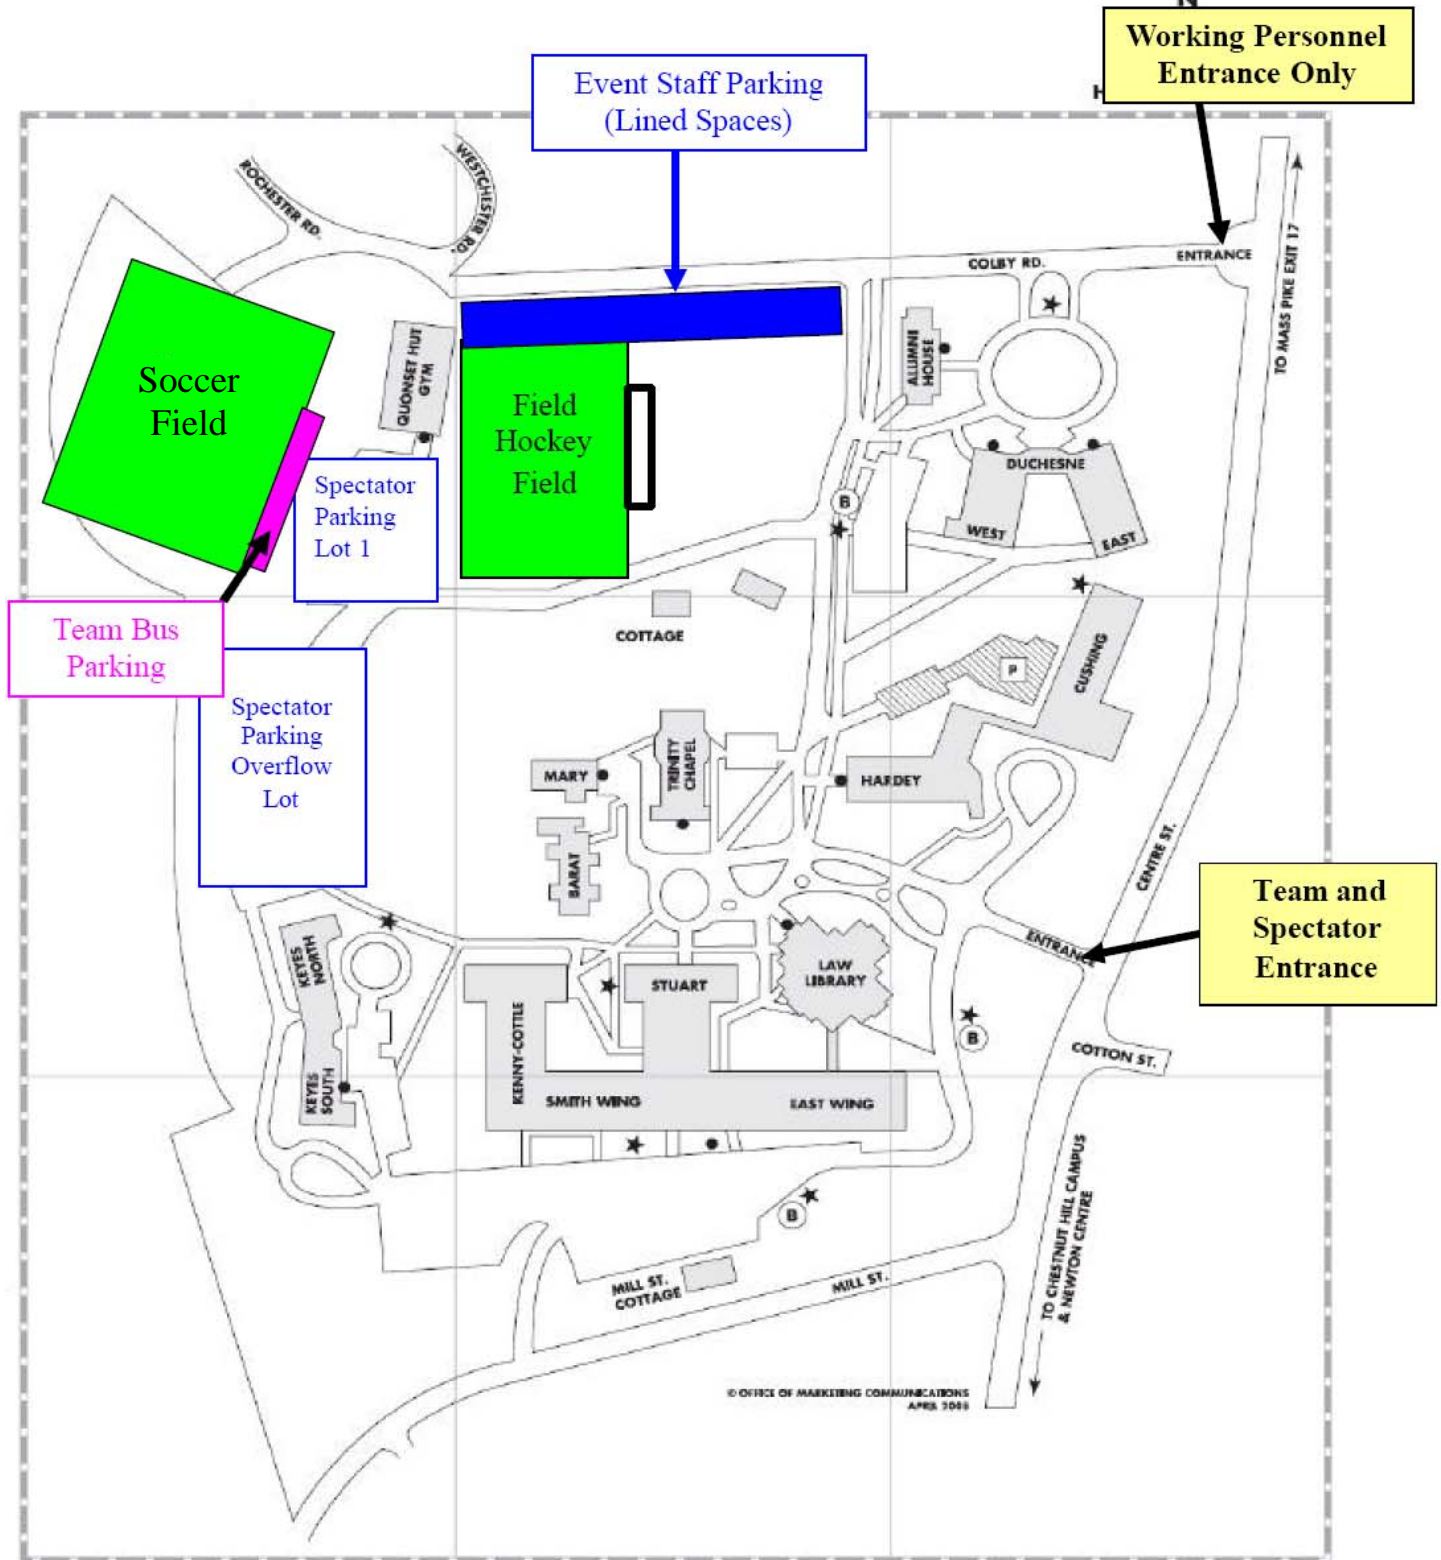 N
Working Personnel
Entrance Only
H
Event Staff Parking
(Lined Spaces)
ROCHESTER RD.
WESTCHESTER RD.
COLBY RD.
ENTRANCE
TO MASS PIKE EXIT 17
Soccer
Field
QUONSET HUT
GYM
Field
Hockey
Field
ALUMNI
HOUSE
DUCHESNE
WEST
EAST
B
Spectator
Parking
Lot 1
Team Bus
Parking
COTTAGE
P
CUSHING
Spectator
Parking
Overflow
Lot
MARY
TRINITY
CHAPEL
HARDEY
BARAT
CENTRE ST.
Team and
Spectator
Entrance
ENTRANCE
KEYES
NORTH
LAW
LIBRARY
STUART
KENNY-COTTLE
B
COTTON ST.
KEYES
SOUTH
SMITH WING
EAST WING
B
TO CHESTNUT HILL CAMPUS
& NEWTON CENTRE
MILL ST.
COTTAGE
MILL ST.
© OFFICE OF MARKETING COMMUNICATIONS
APRIL 2008